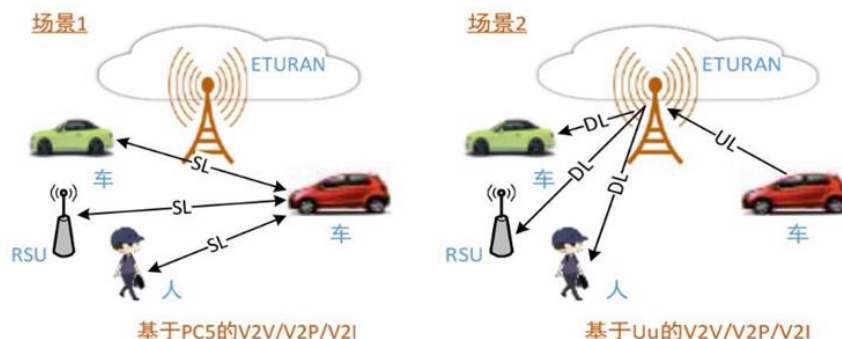 场景1
ETURAN
SL
车
SL
车
RSU
SL
人
基于PC5的V2V/V2P/V2I
场景2
ETURAN
DL
UL
车
DL
DL
车
RSU
人
基于Uu的V2V/V2P/V2I